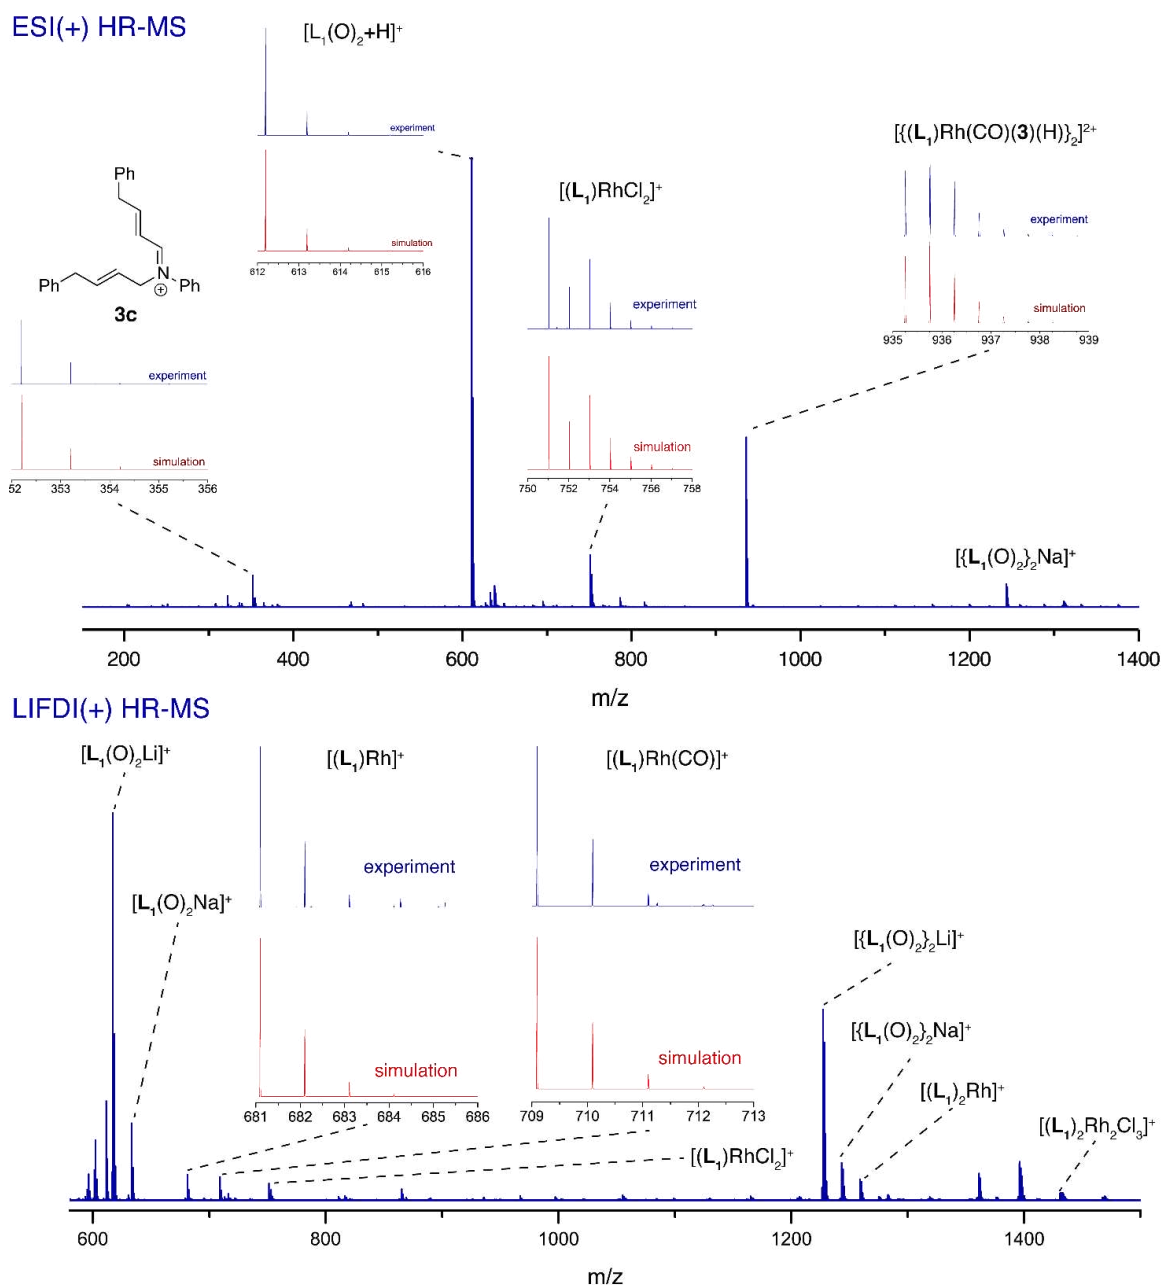 ESI(+) HR-MS
[L₁(O)₂+H]⁺
experiment
simulation
612 613 614 615 616
[{(L₁)Rh(CO)(3)(H)}₂]²⁺
experiment
simulation
935 936 937 938 939
[(L₁)RhCl₂]⁺
experiment
simulation
750 752 754 756 758
Ph
Ph
N
⊕
Ph
3c
experiment
simulation
52 353 354 355 356
[{L₁(O)₂}₂Na]⁺
200 400 600 800 1000 1200 1400
m/z
LIFDI(+) HR-MS
[L₁(O)₂Li]⁺
[L₁(O)₂Na]⁺
[(L₁)Rh]⁺
experiment
simulation
681 682 683 684 685 686
[(L₁)Rh(CO)]⁺
experiment
simulation
709 710 711 712 713
[(L₁)RhCl₂]⁺
[{L₁(O)₂}₂Li]⁺
[{L₁(O)₂}₂Na]⁺
[(L₁)₂Rh]⁺
[(L₁)₂Rh₂Cl₃]⁺
600 800 1000 1200 1400
m/z